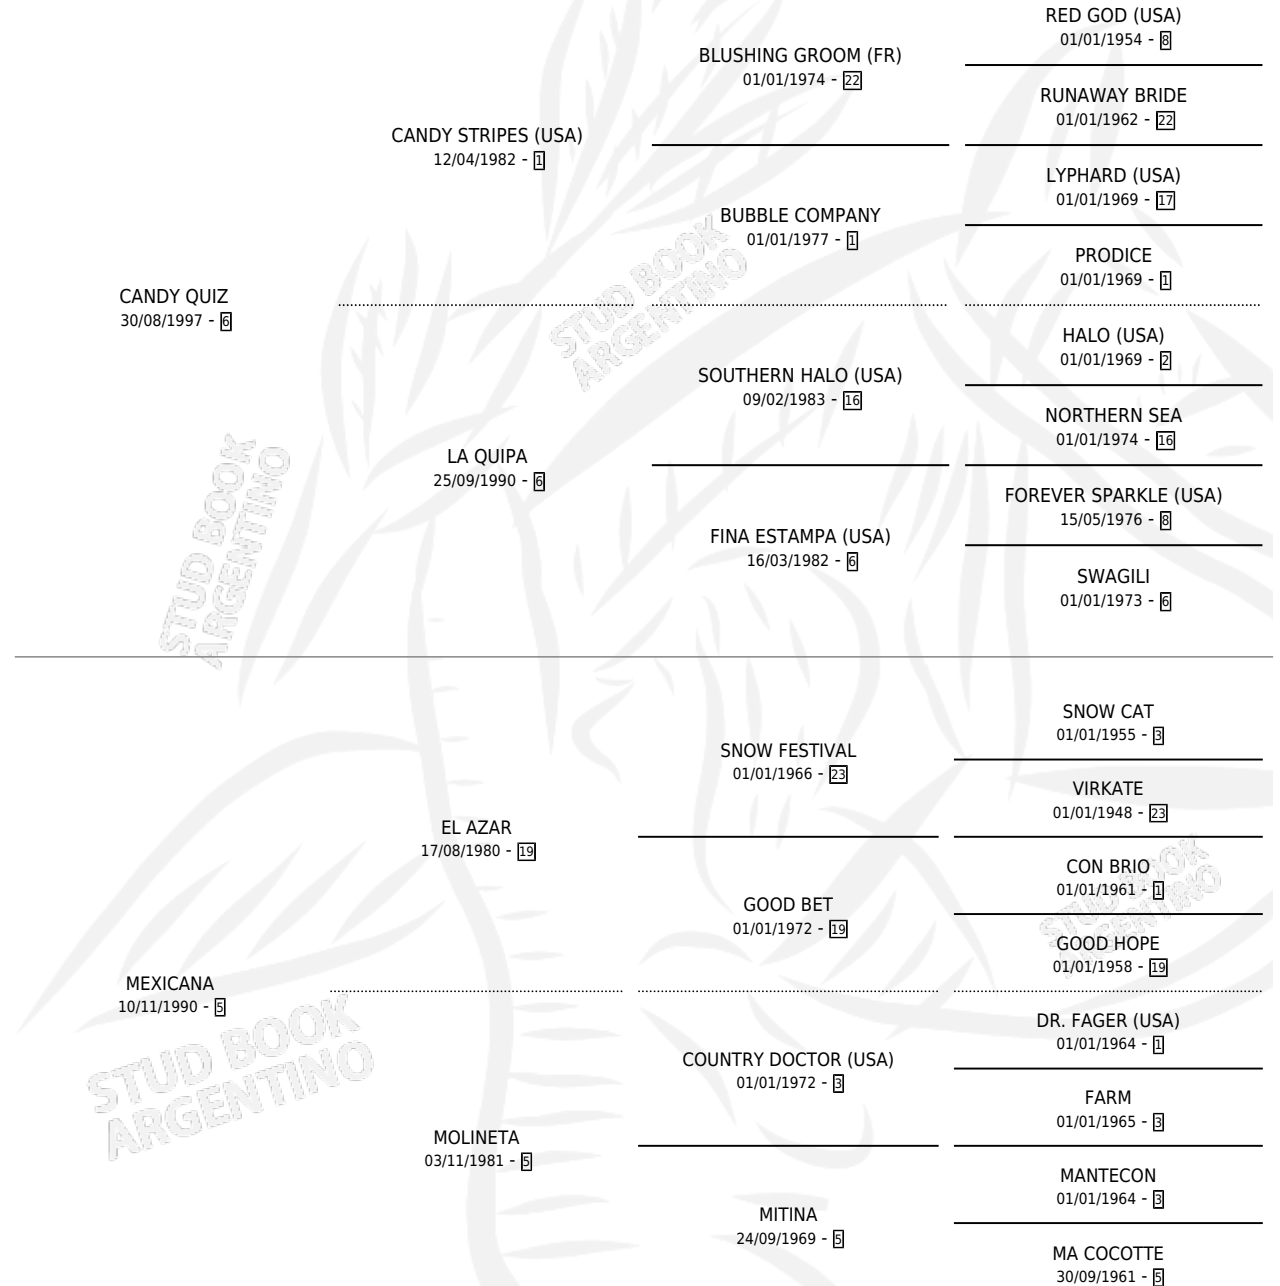 RED GOD (USA)
01/01/1954 - 8
BLUSHING GROOM (FR)
01/01/1974 - 22
RUNAWAY BRIDE
01/01/1962 - 22
CANDY STRIPES (USA)
12/04/1982 - 1
LYPHARD (USA)
01/01/1969 - 17
BUBBLE COMPANY
01/01/1977 - 1
PRODICE
01/01/1969 - 1
CANDY QUIZ
30/08/1997 - 6
HALO (USA)
01/01/1969 - 2
SOUTHERN HALO (USA)
09/02/1983 - 16
NORTHERN SEA
01/01/1974 - 16
LA QUIPA
25/09/1990 - 6
FOREVER SPARKLE (USA)
15/05/1976 - 8
FINA ESTAMPA (USA)
16/03/1982 - 6
SWAGILI
01/01/1973 - 6
SNOW CAT
01/01/1955 - 3
SNOW FESTIVAL
01/01/1966 - 23
VIRKATE
01/01/1948 - 23
EL AZAR
17/08/1980 - 19
CON BRIO
01/01/1961 - 1
GOOD BET
01/01/1972 - 19
GOOD HOPE
01/01/1958 - 19
MEXICANA
10/11/1990 - 5
DR. FAGER (USA)
01/01/1964 - 1
COUNTRY DOCTOR (USA)
01/01/1972 - 3
FARM
01/01/1965 - 3
MOLINETA
03/11/1981 - 5
MANTECON
01/01/1964 - 3
MITINA
24/09/1969 - 5
MA COCOTTE
30/09/1961 - 5
STUD BOOK
ARGENTINO
STUD BOOK
ARGENTINO
STUD BOOK
ARGENTINO
STUD BOOK
ARGENTINO